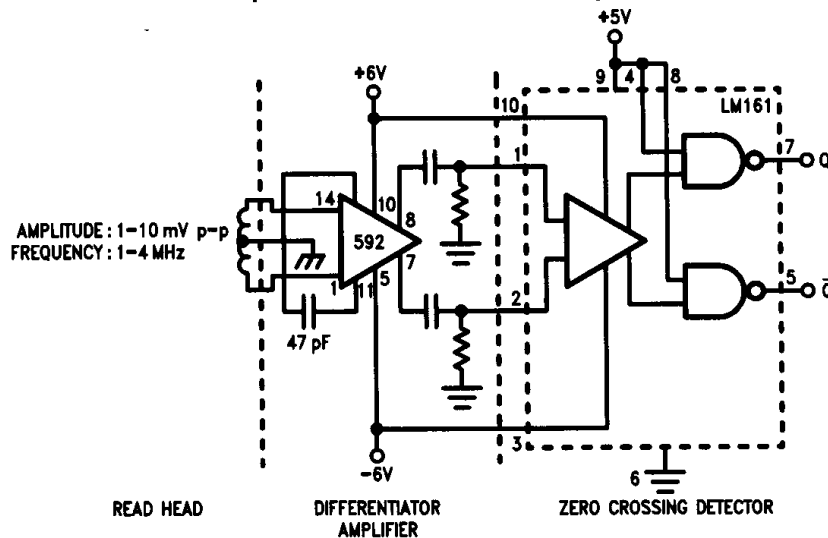 +5V
+6V
9 4 8
10
LM161
7 Q
1
14
10
8
AMPLITUDE : 1-10 mV p-p
FREQUENCY : 1-4 MHz
592
7
1 11 5
2
5
47 pF
3
-6V
6
READ HEAD
DIFFERENTIATOR
AMPLIFIER
ZERO CROSSING DETECTOR